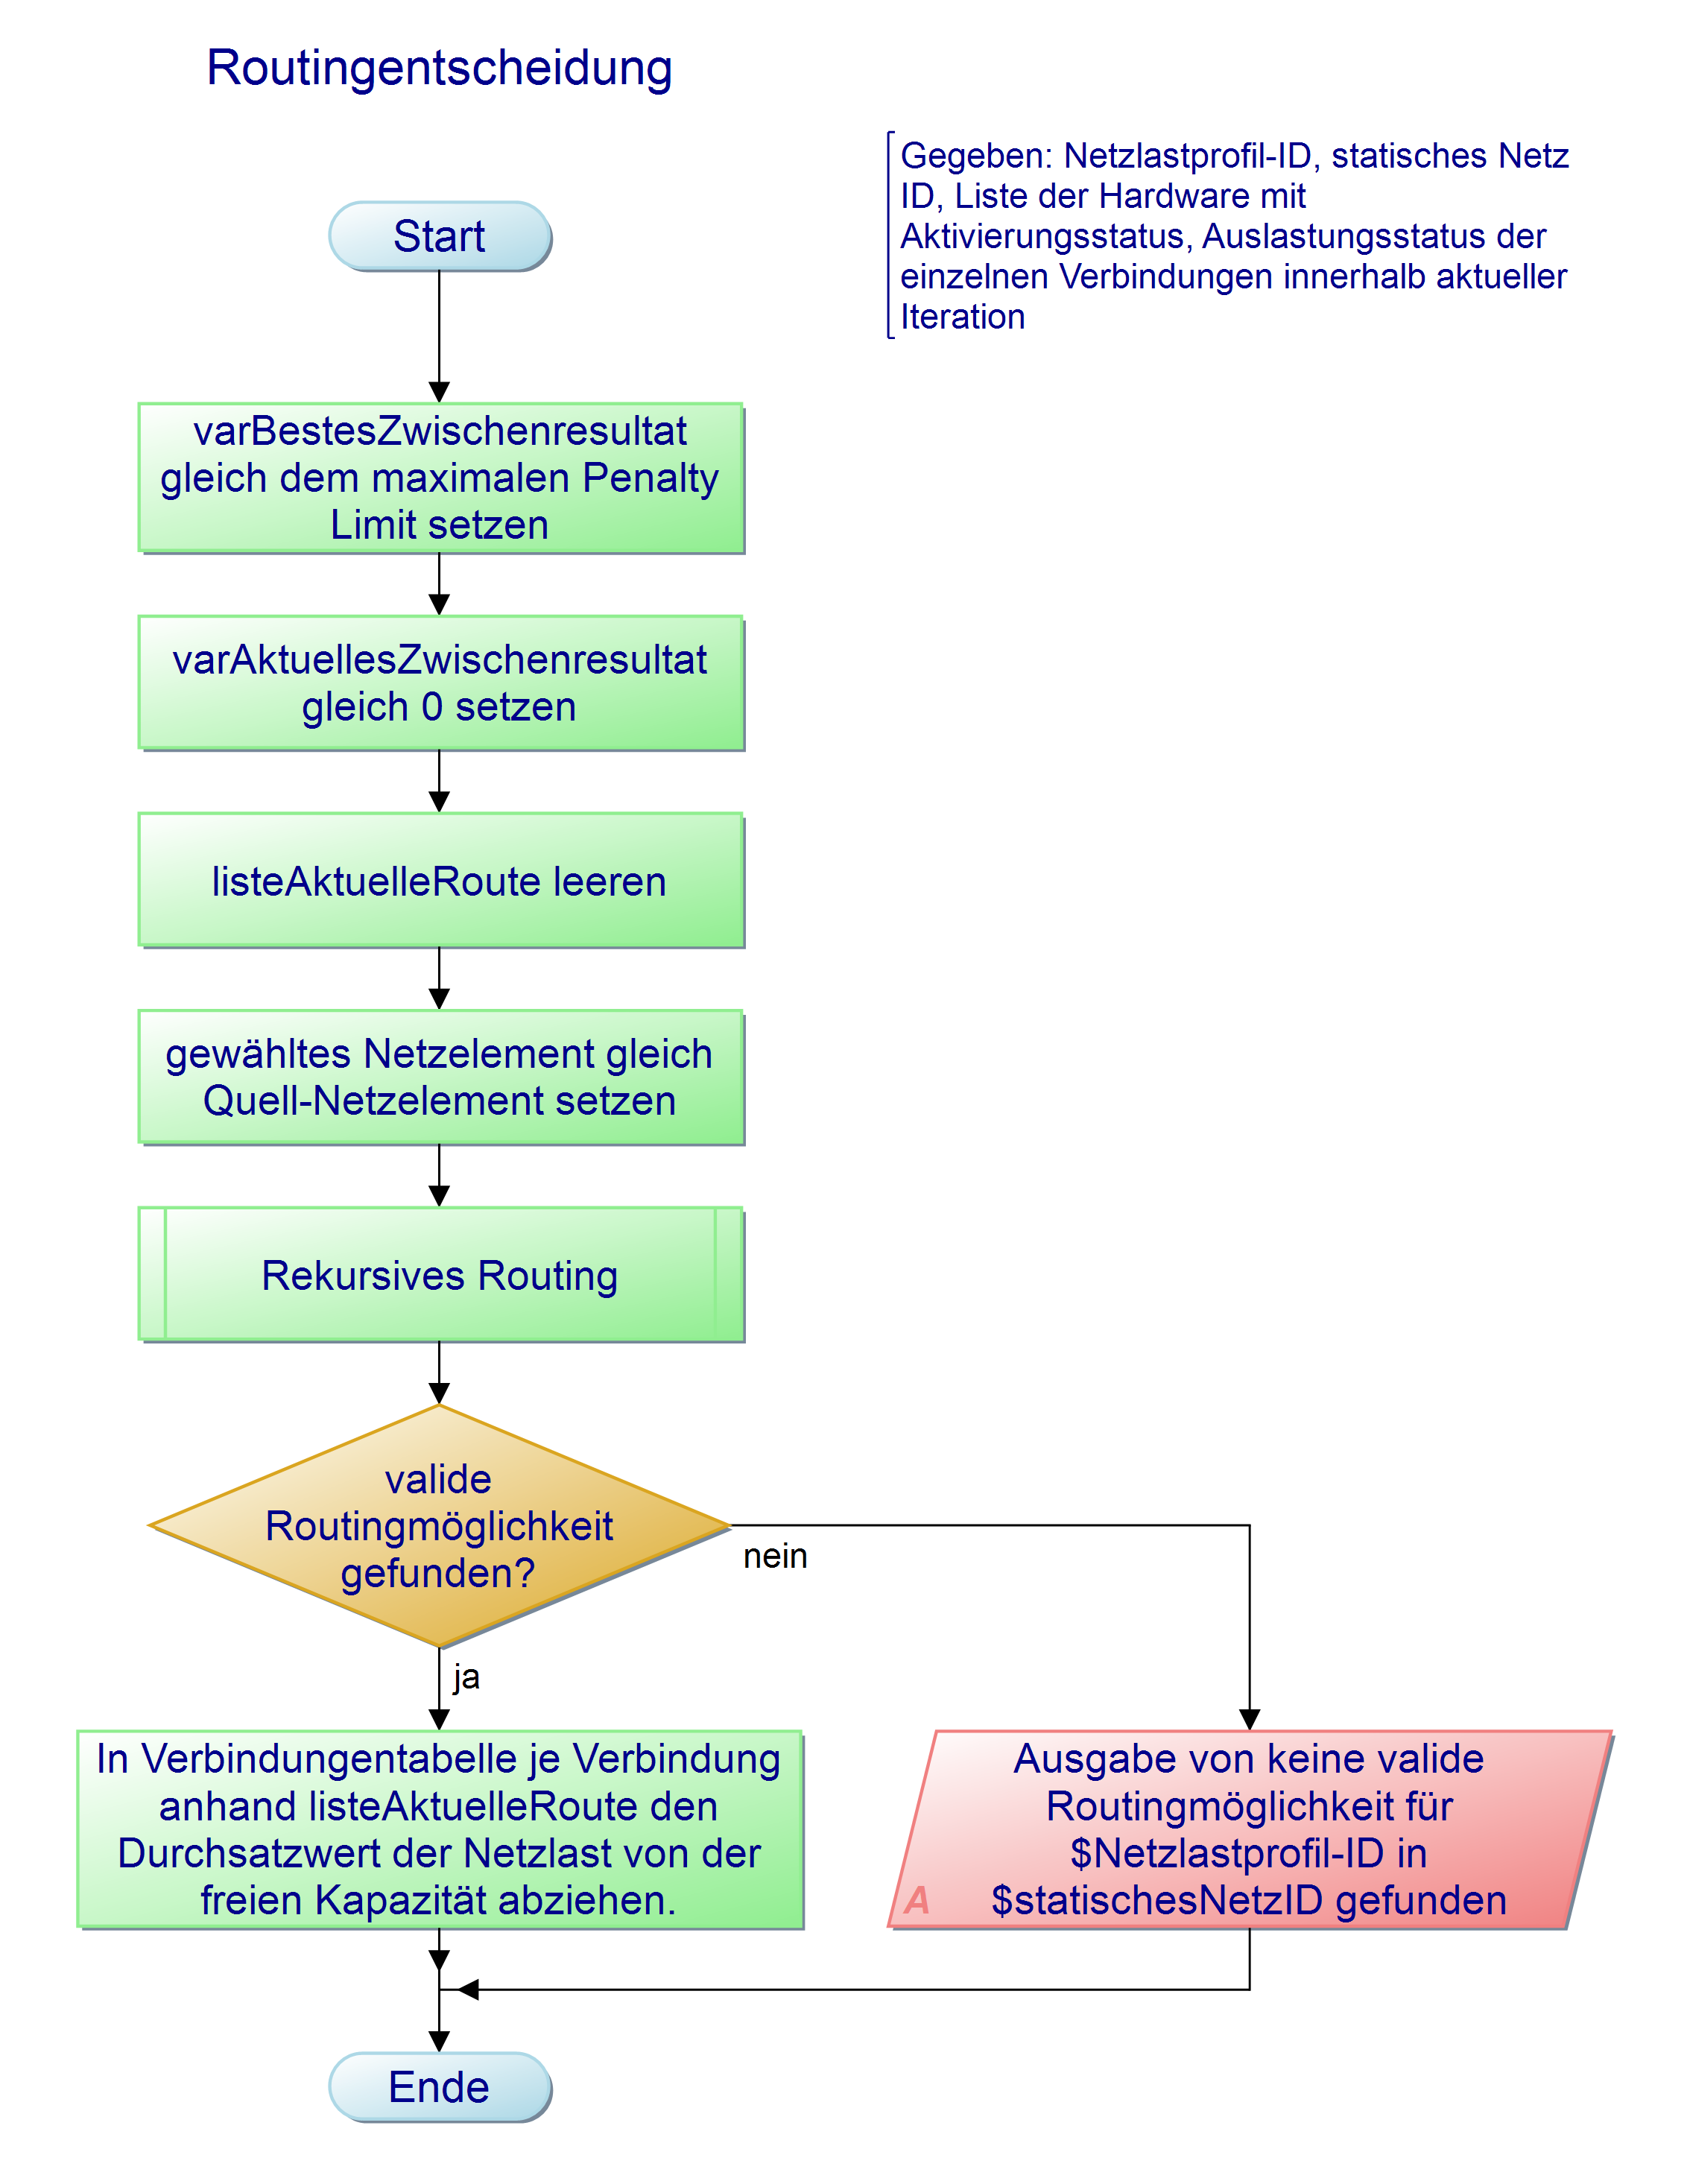 Routingentscheidung
Gegeben: Netzlastprofil-ID, statisches Netz
ID, Liste der Hardware mit
Aktivierungsstatus, Auslastungsstatus der
einzelnen Verbindungen innerhalb aktueller
Iteration
Start
varBestesZwischenresultat
gleich dem maximalen Penalty
Limit setzen
varAktuellesZwischenresultat
gleich 0 setzen
listeAktuelleRoute leeren
gewähltes Netzelement gleich
Quell-Netzelement setzen
Rekursives Routing
valide
Routingmöglichkeit
gefunden?
nein
ja
In Verbindungentabelle je Verbindung
anhand listeAktuelleRoute den
Durchsatzwert der Netzlast von der
freien Kapazität abziehen.
Ausgabe von keine valide
Routingmöglichkeit für
$Netzlastprofil-ID in
$statischesNetzID gefunden
A
Ende